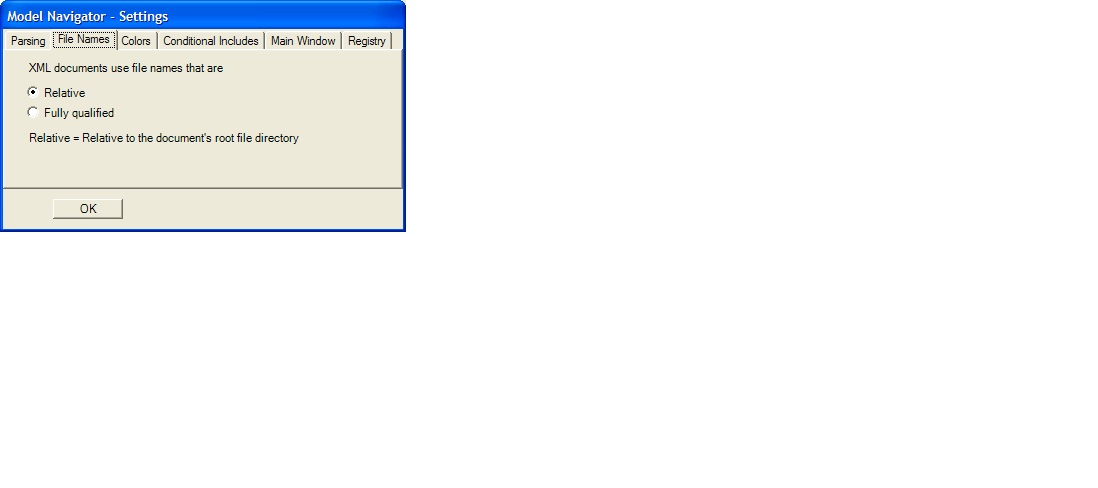 Model Navigator - Settings
Parsing File Names Colors Conditional Includes Main Window Registry
XML documents use file names that are
Relative
Fully qualified
Relative = Relative to the document's root file directory
OK